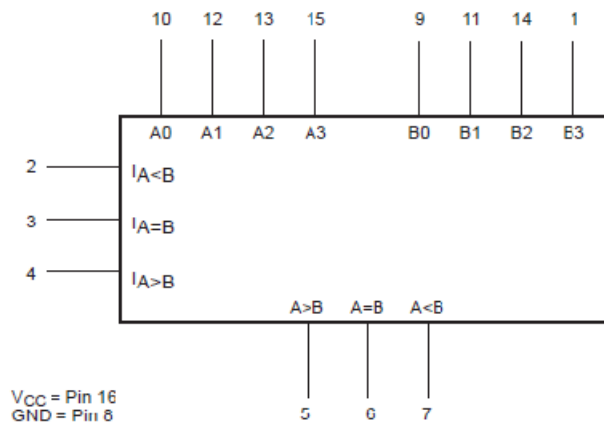 10 12 13 15 9 11 14 1
A0 A1 A2 A3 B0 B1 B2 B3
2 IA<B
3 IA=B
4 IA>B
A>B A=B A<B
VCC = Pin 16
GND = Pin 8 5 6 7